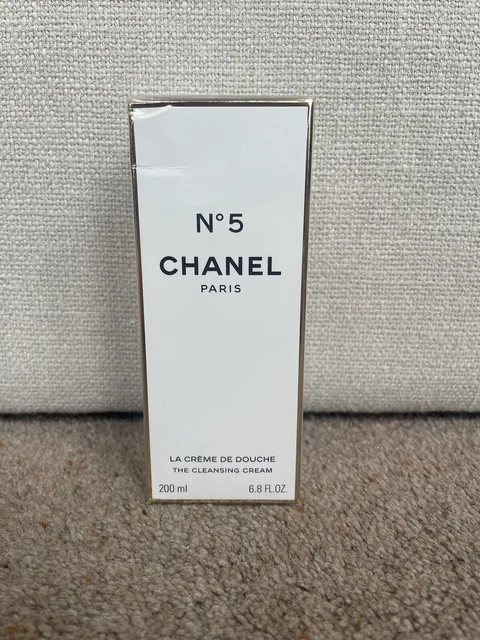 N°5
CHANEL
PARIS
LA CRÈME DE DOUCHE
THE CLEANSING CREAM
200 ml 6.8 FL.OZ.